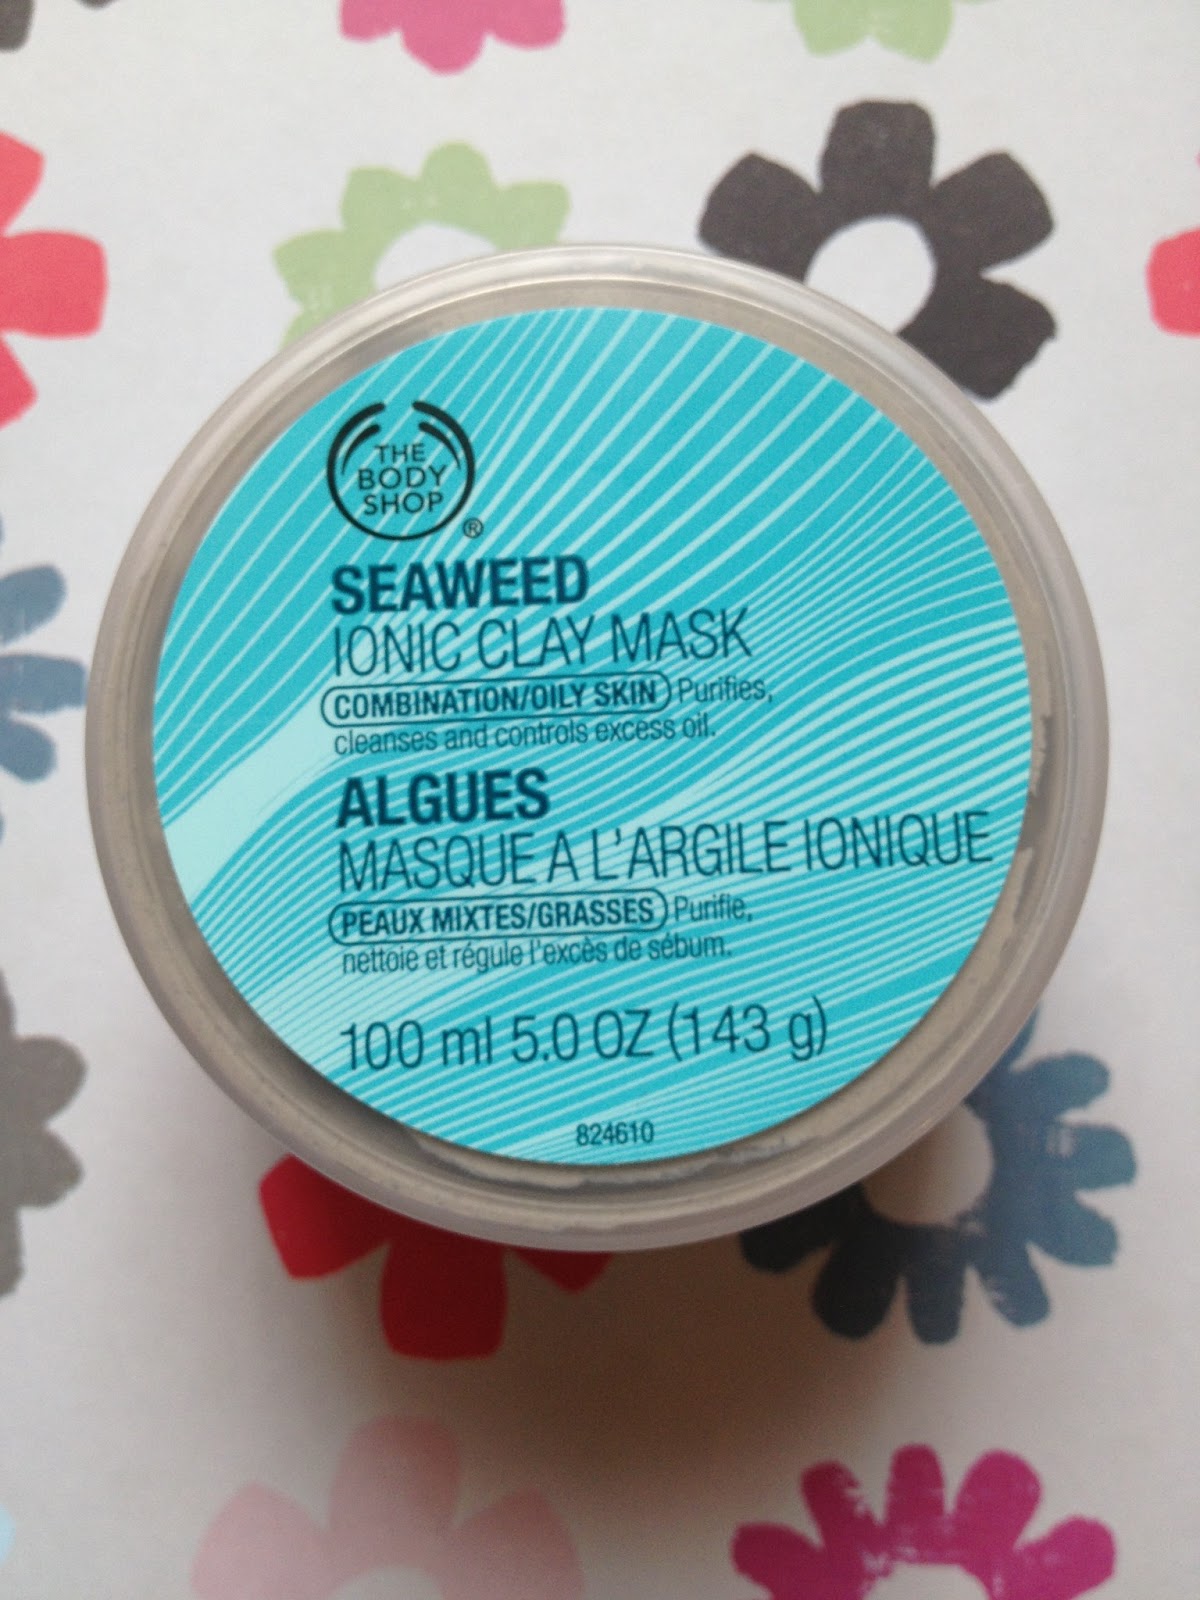 THE
BODY
SHOP
®
SEAWEED
IONIC CLAY MASK
COMBINATION/OILY SKIN Purifies,
cleanses and controls excess oil.
ALGUES
MASQUE A L'ARGILE IONIQUE
PEAUX MIXTES/GRASSES Purifie,
nettoie et régule l'excès de sébum.
100 ml 5.0 OZ (143 g)
824610